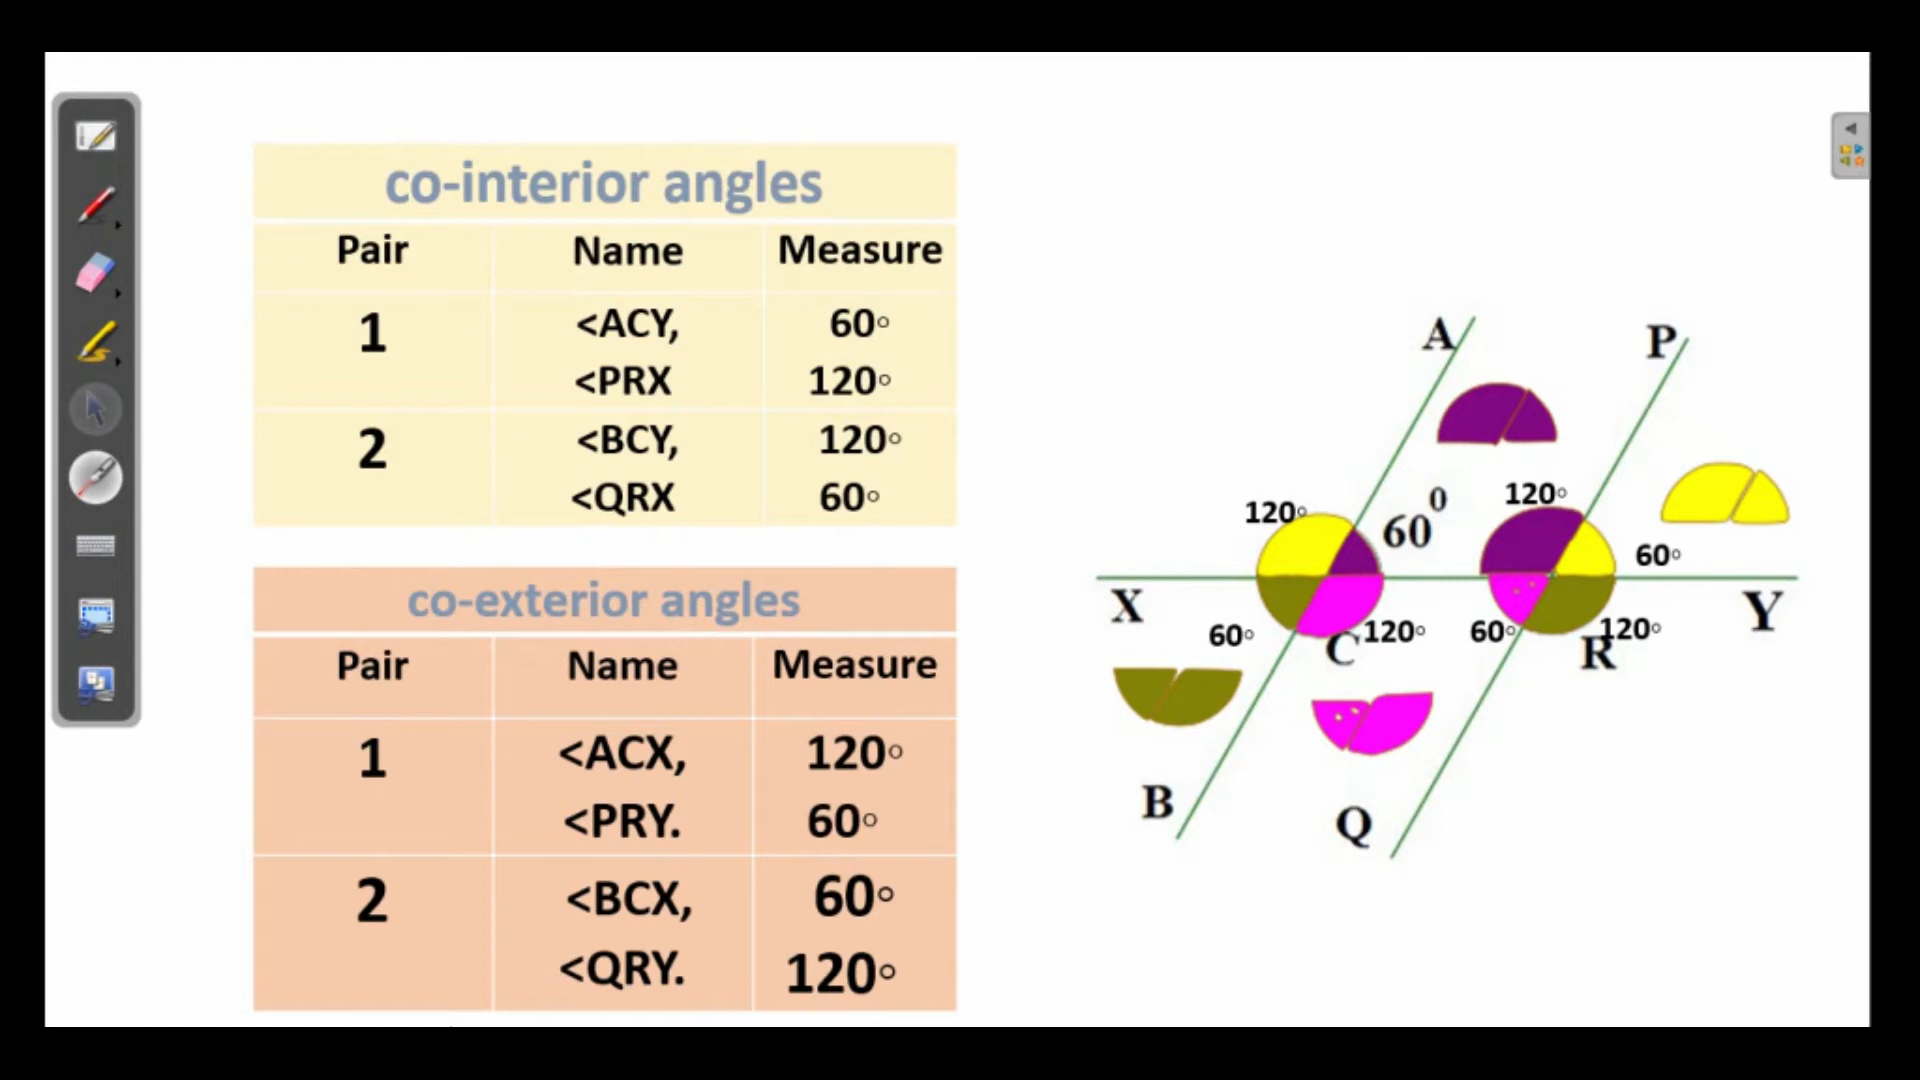 co-interior angles
Pair Name Measure
1 <ACY, 60°
<PRX 120°
2 <BCY, 120°
<QRX 60°
co-exterior angles
Pair Name Measure
1 <ACX, 120°
<PRY. 60°
2 <BCX, 60°
<QRY. 120°
A P
120° 60⁰ 120° 60°
X Y
60° C 120° 60° R 120°
B Q